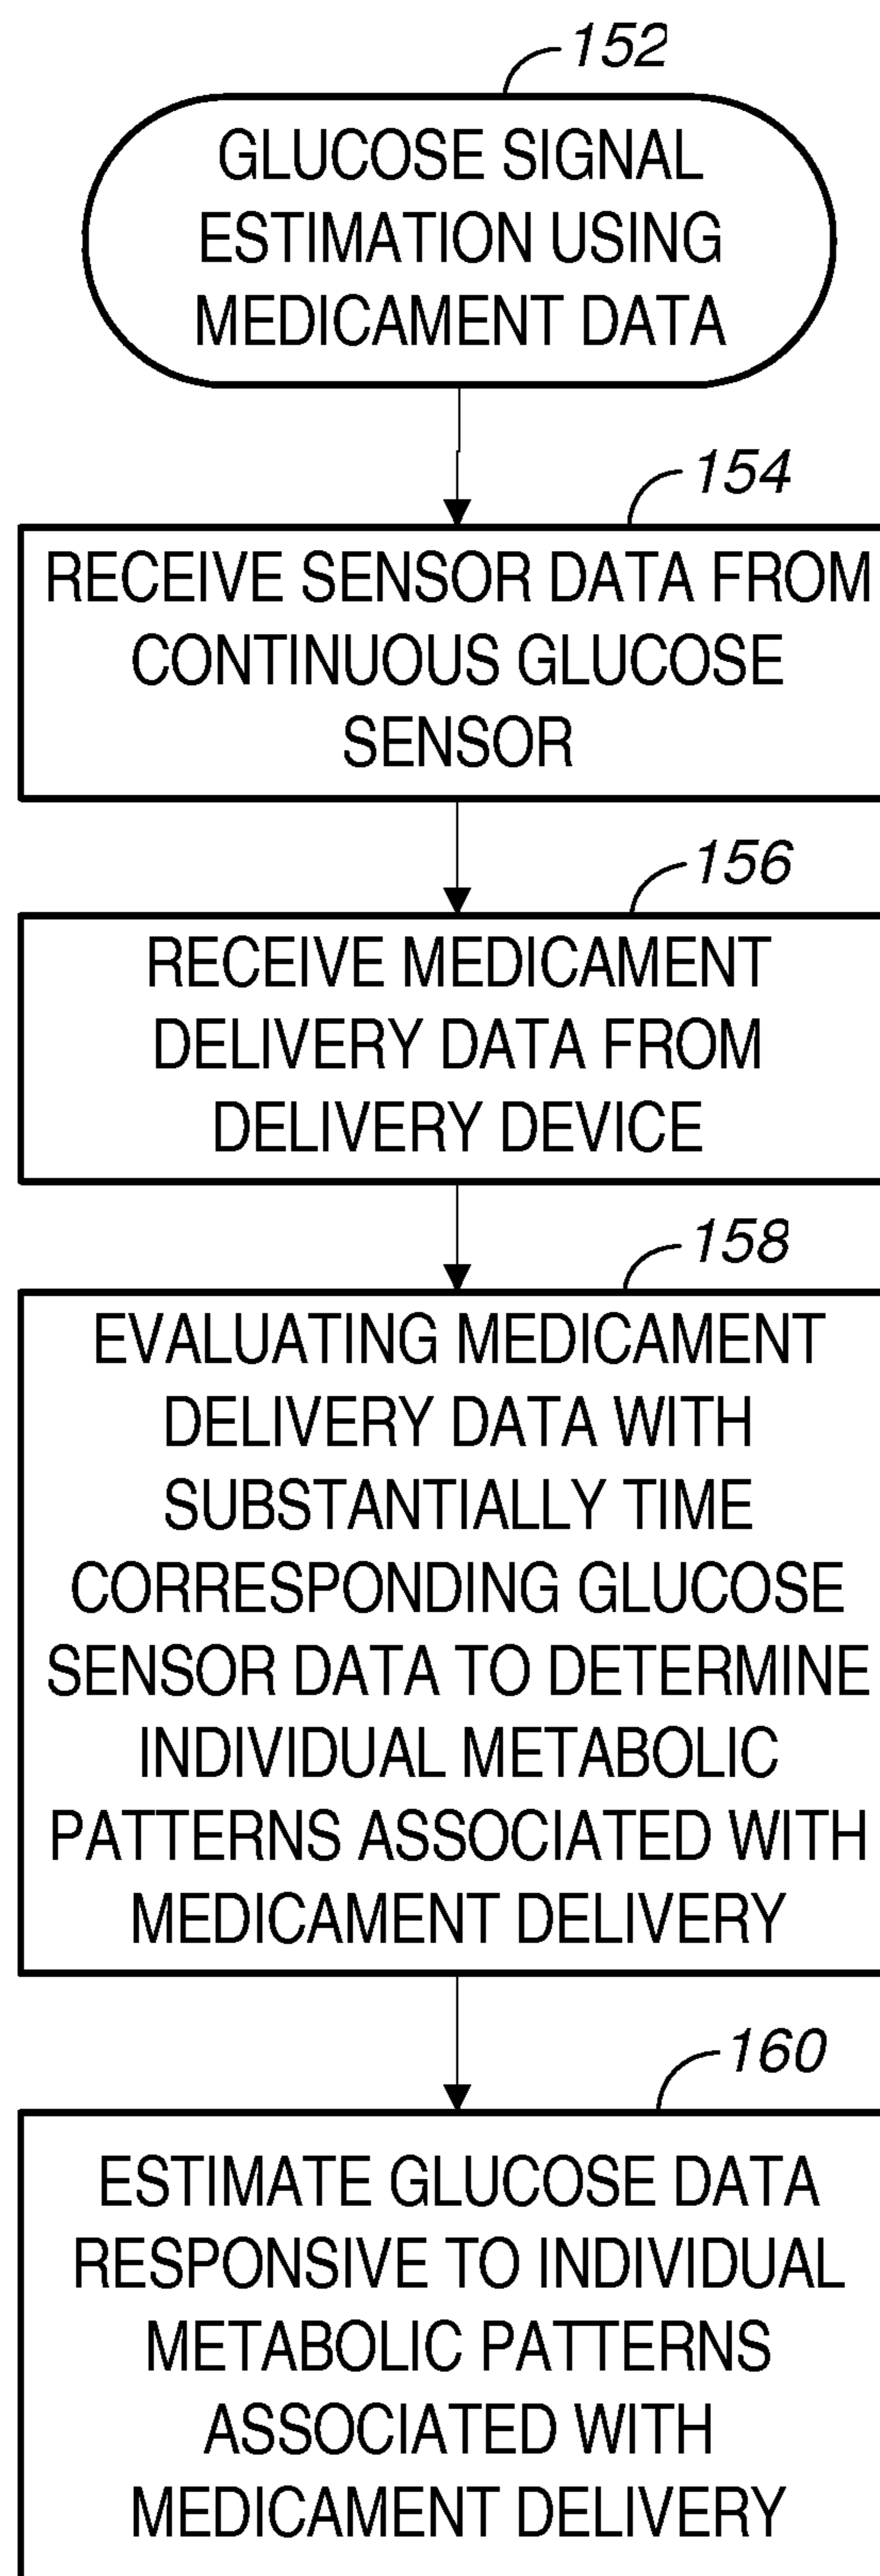 152
GLUCOSE SIGNAL
ESTIMATION USING
MEDICAMENT DATA
154
RECEIVE SENSOR DATA FROM
CONTINUOUS GLUCOSE
SENSOR
156
RECEIVE MEDICAMENT
DELIVERY DATA FROM
DELIVERY DEVICE
158
EVALUATING MEDICAMENT
DELIVERY DATA WITH
SUBSTANTIALLY TIME
CORRESPONDING GLUCOSE
SENSOR DATA TO DETERMINE
INDIVIDUAL METABOLIC
PATTERNS ASSOCIATED WITH
MEDICAMENT DELIVERY
160
ESTIMATE GLUCOSE DATA
RESPONSIVE TO INDIVIDUAL
METABOLIC PATTERNS
ASSOCIATED WITH
MEDICAMENT DELIVERY